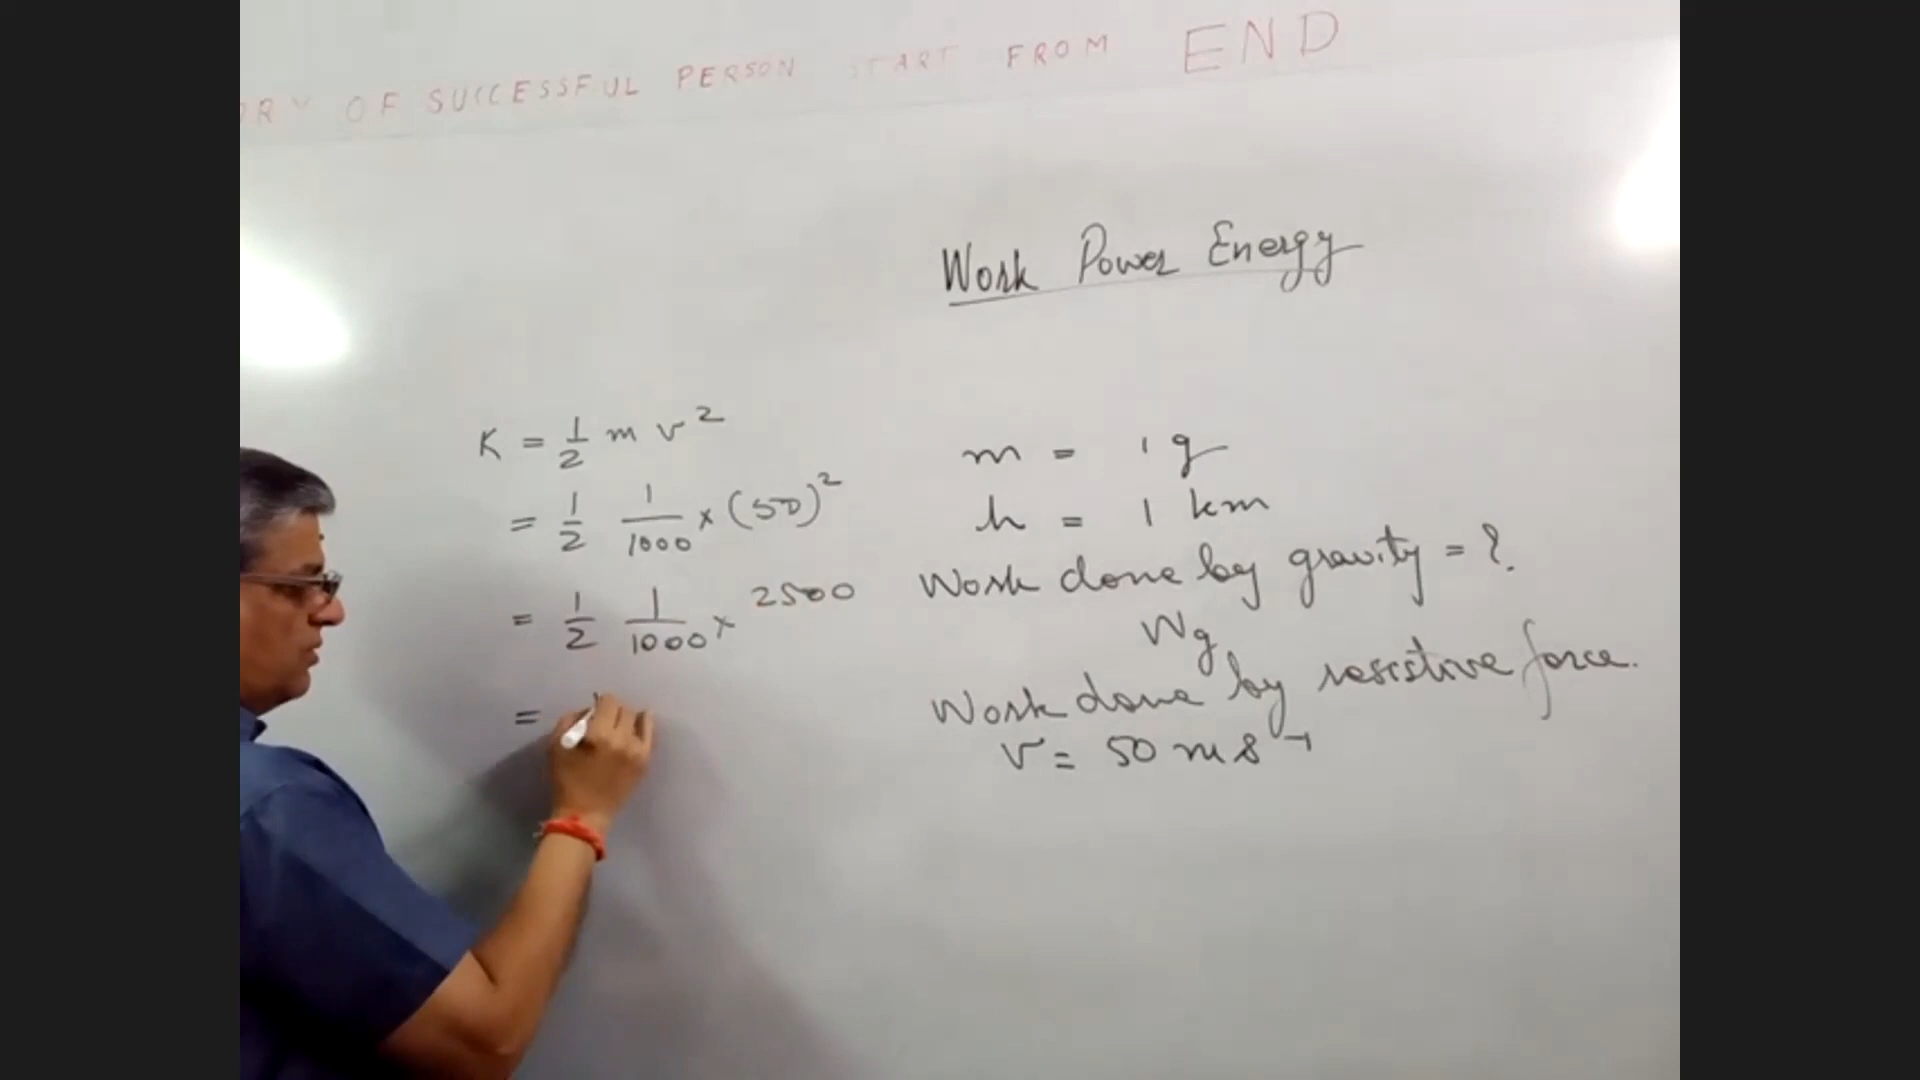 OF SUCCESSFUL PERSON START FROM END
Work Power Energy
K = 1/2 m v²
= 1/2 1/1000 × (50)²
= 1/2 1/1000 × 2500
=
m = 1 g
h = 1 km
Work done by gravity = ?
Wg
Work done by resistive force.
v = 50 m s⁻¹